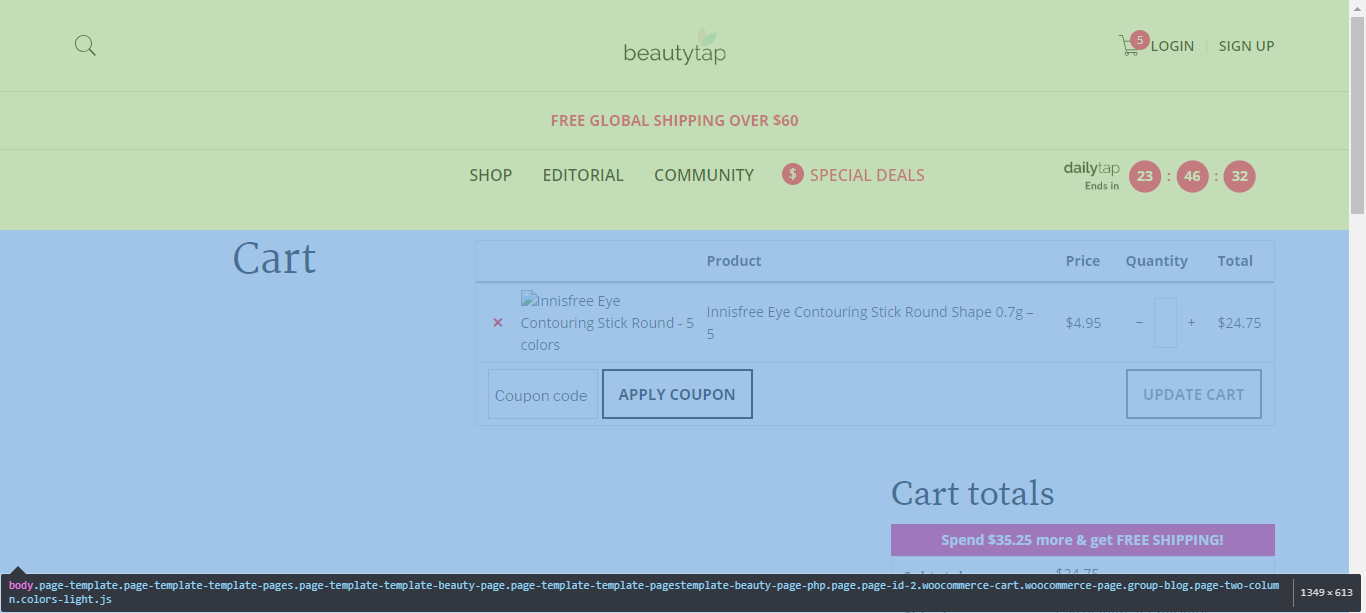 beautytap
5
LOGIN
SIGN UP
FREE GLOBAL SHIPPING OVER $60
SHOP
EDITORIAL
COMMUNITY
$ SPECIAL DEALS
dailytap
Ends in
23 : 46 : 32
Cart
Product
Price
Quantity
Total
×
Innisfree Eye
Contouring Stick Round - 5
colors
Innisfree Eye Contouring Stick Round Shape 0.7g –
5
$4.95
−
+
$24.75
Coupon code
APPLY COUPON
UPDATE CART
Cart totals
Spend $35.25 more & get FREE SHIPPING!
$24.75
body.page-template.page-template-template-pages.page-template-template-beauty-page.page-template-template-pagestemplate-beauty-page-php.page.page-id-2.woocommerce-cart.woocommerce-page.group-blog.page-two-colum
n.colors-light.js
1349 × 613